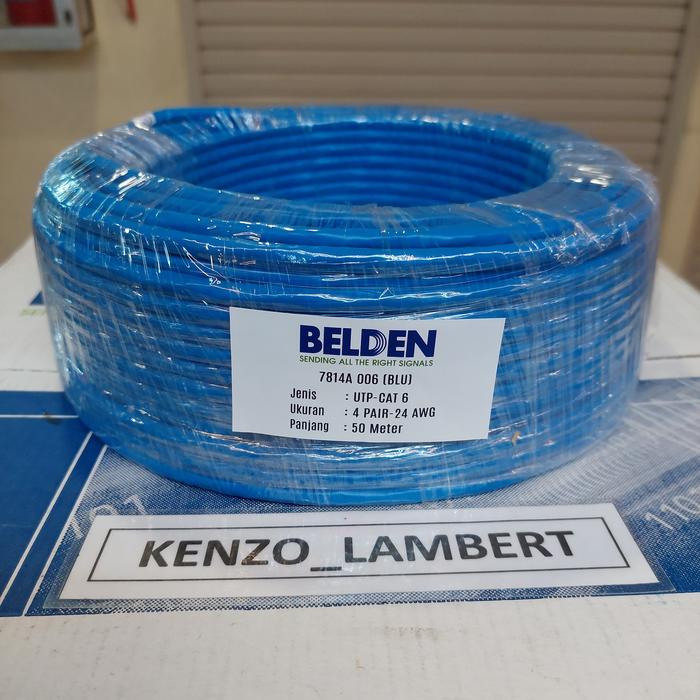 BELDEN
SENDING ALL THE RIGHT SIGNALS
7814A 006 (BLU)
Jenis : UTP-CAT 6
Ukuran : 4 PAIR-24 AWG
Panjang : 50 Meter
KENZO_LAMBERT